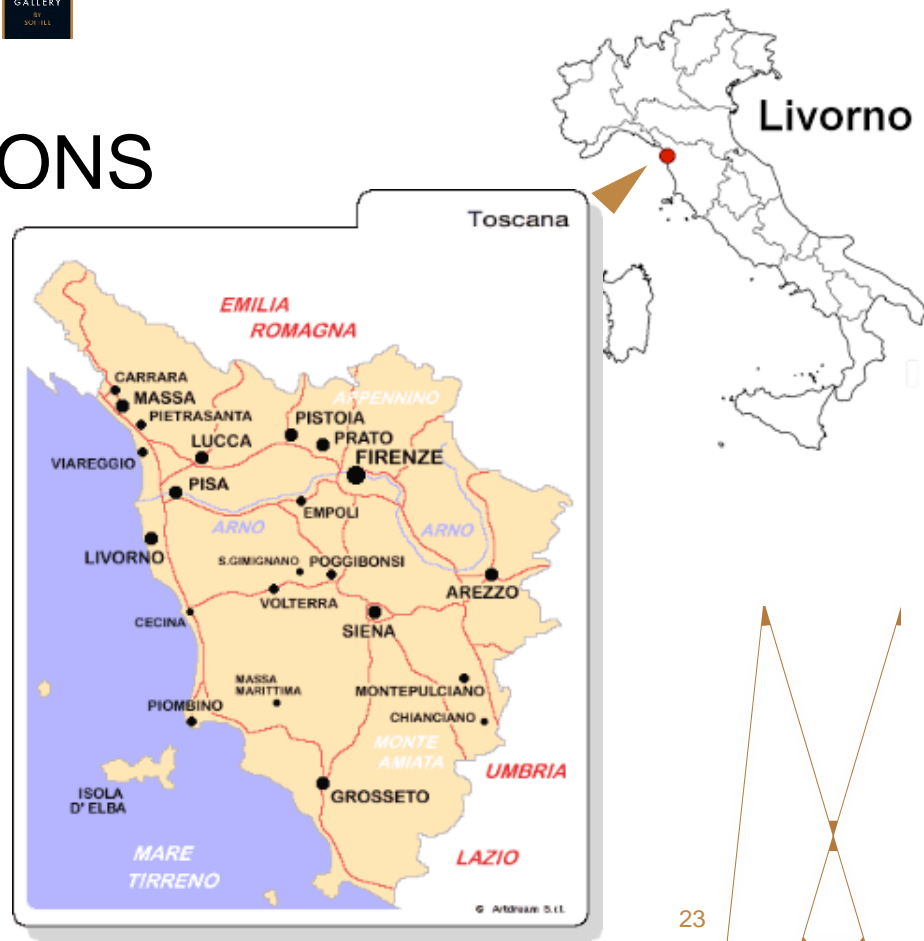 GALLERY
BY
SOFITEL
ONS
Livorno
Toscana
EMILIA
ROMAGNA
CARRARA
MASSA
PIETRASANTA
APPENNINO
PISTOIA
PRATO
LUCCA
FIRENZE
VIAREGGIO
PISA
EMPOLI
ARNO
ARNO
LIVORNO
S.GIMIGNANO
POGGIBONSI
VOLTERRA
AREZZO
CECINA
SIENA
MASSA
MARITTIMA
MONTEPULCIANO
PIOMBINO
CHIANCIANO
MONTE
AMIATA
UMBRIA
ISOLA
D' ELBA
GROSSETO
MARE
TIRRENO
LAZIO
© Artdream S.r.l.
23